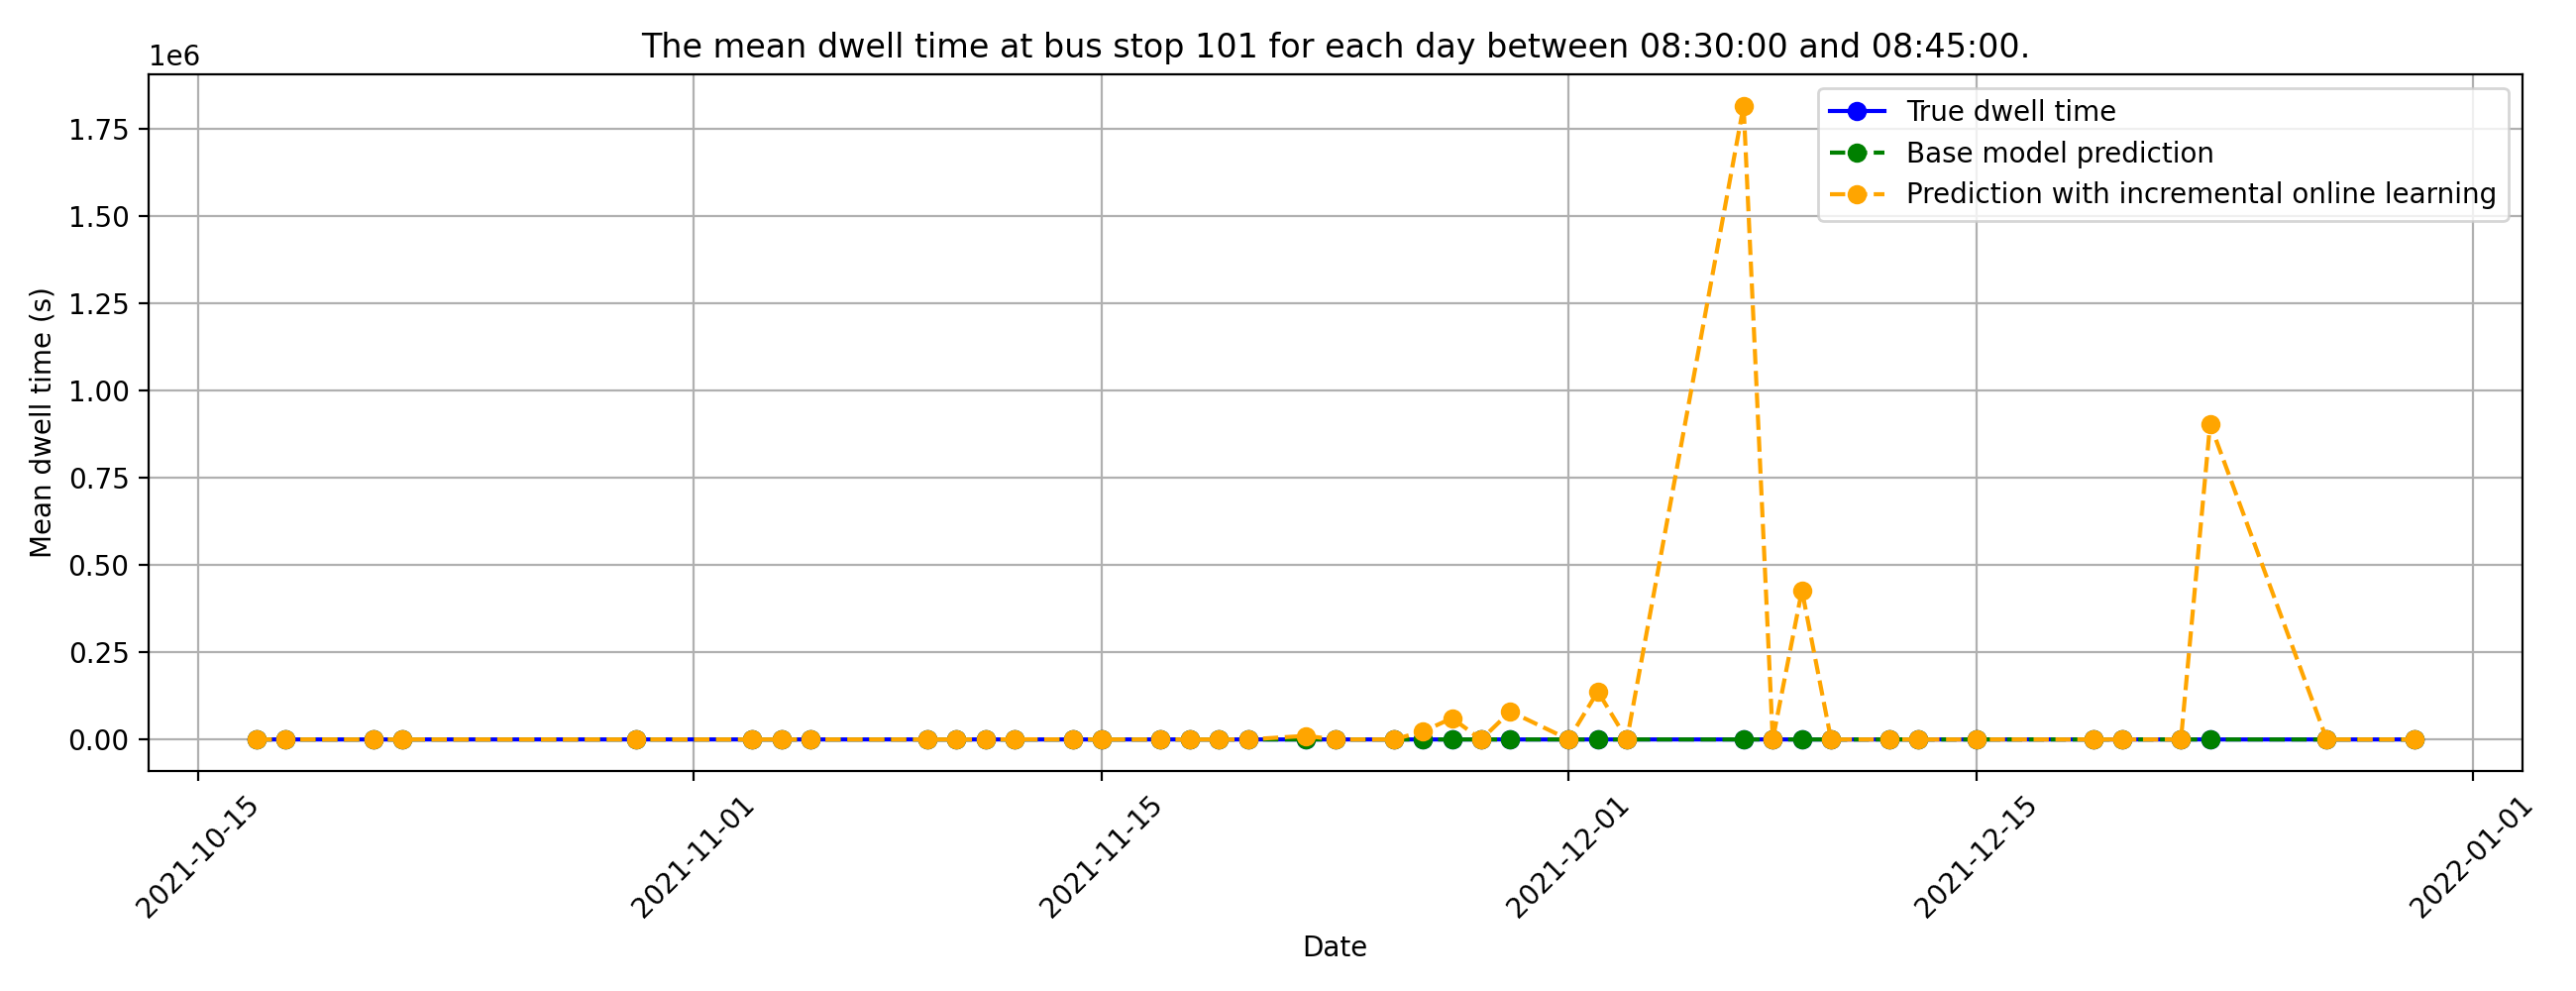 The mean dwell time at bus stop 101 for each day between 08:30:00 and 08:45:00.
1e6
True dwell time
Base model prediction
Prediction with incremental online learning
1.75
1.50
1.25
1.00
0.75
0.50
0.25
0.00
Mean dwell time (s)
2021-10-15
2021-11-01
2021-11-15
2021-12-01
2021-12-15
2022-01-01
Date